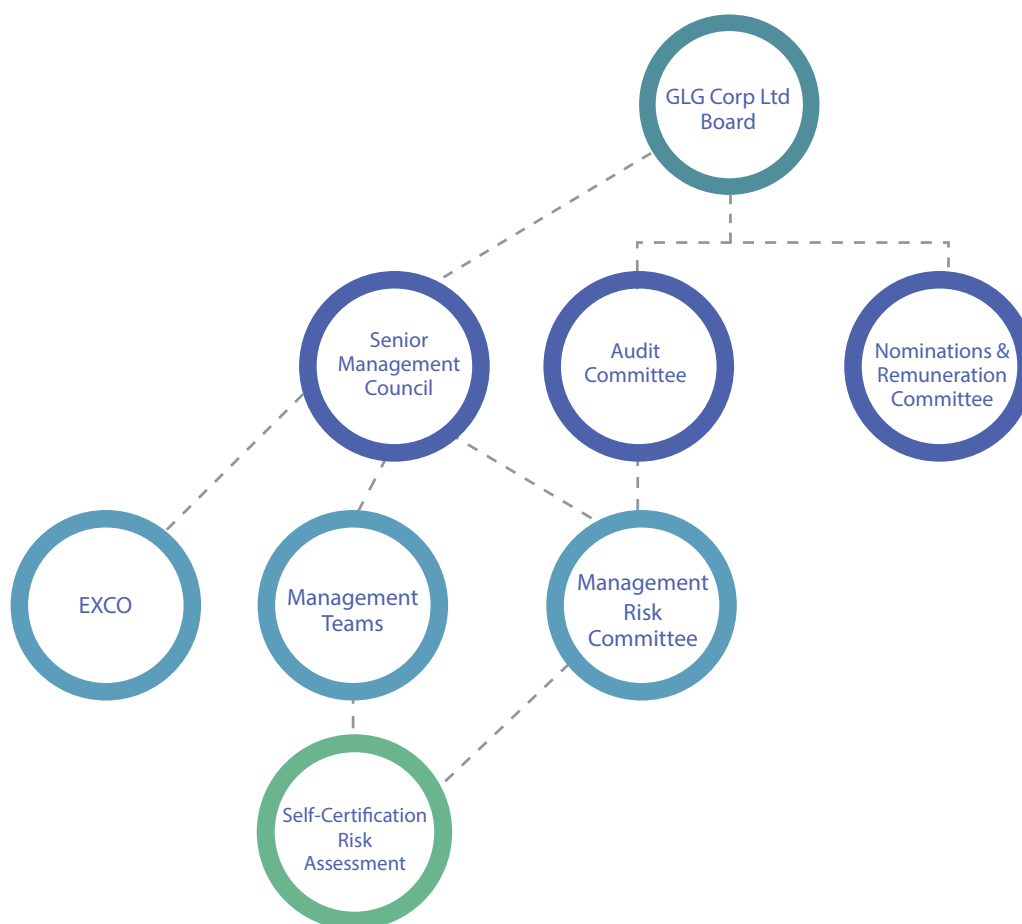 GLG Corp Ltd
Board
Senior
Management
Council
Audit
Committee
Nominations &
Remuneration
Committee
EXCO
Management
Teams
Management
Risk
Committee
Self-Certification
Risk
Assessment